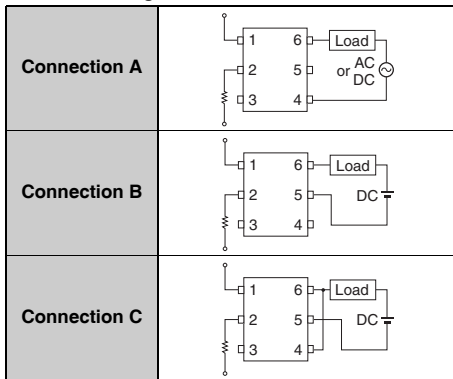 Connection A
1 6 Load
2 5 or AC DC
3 4
Connection B
1 6 Load
2 5 DC
3 4
Connection C
1 6 Load
2 5 DC
3 4